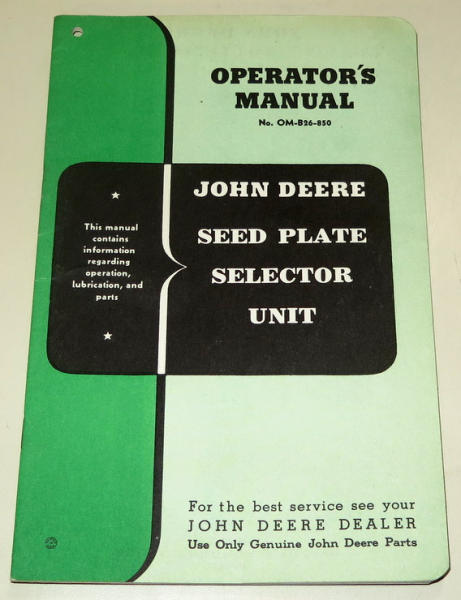 OPERATOR'S
MANUAL
No. OM-B26-850
This manual
contains
information
regarding
operation,
lubrication, and
parts
JOHN DEERE
SEED PLATE
SELECTOR
UNIT
For the best service see your
JOHN DEERE DEALER
Use Only Genuine John Deere Parts